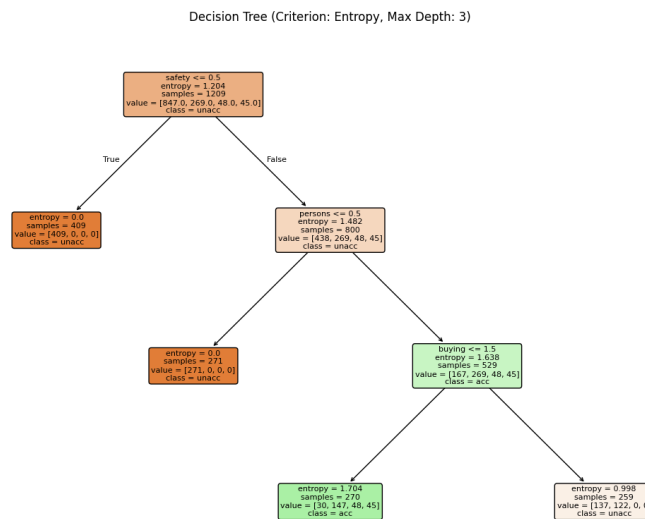 Decision Tree (Criterion: Entropy, Max Depth: 3)
safety <= 0.5
entropy = 1.204
samples = 1209
value = [847.0, 269.0, 48.0, 45.0]
class = unacc
True
False
entropy = 0.0
samples = 409
value = [409, 0, 0, 0]
class = unacc
persons <= 0.5
entropy = 1.482
samples = 800
value = [438, 269, 48, 45]
class = unacc
entropy = 0.0
samples = 271
value = [271, 0, 0, 0]
class = unacc
buying <= 1.5
entropy = 1.638
samples = 529
value = [167, 269, 48, 45]
class = acc
entropy = 1.704
samples = 270
value = [30, 147, 48, 45]
class = acc
entropy = 0.998
samples = 259
value = [137, 122, 0, 0]
class = unacc